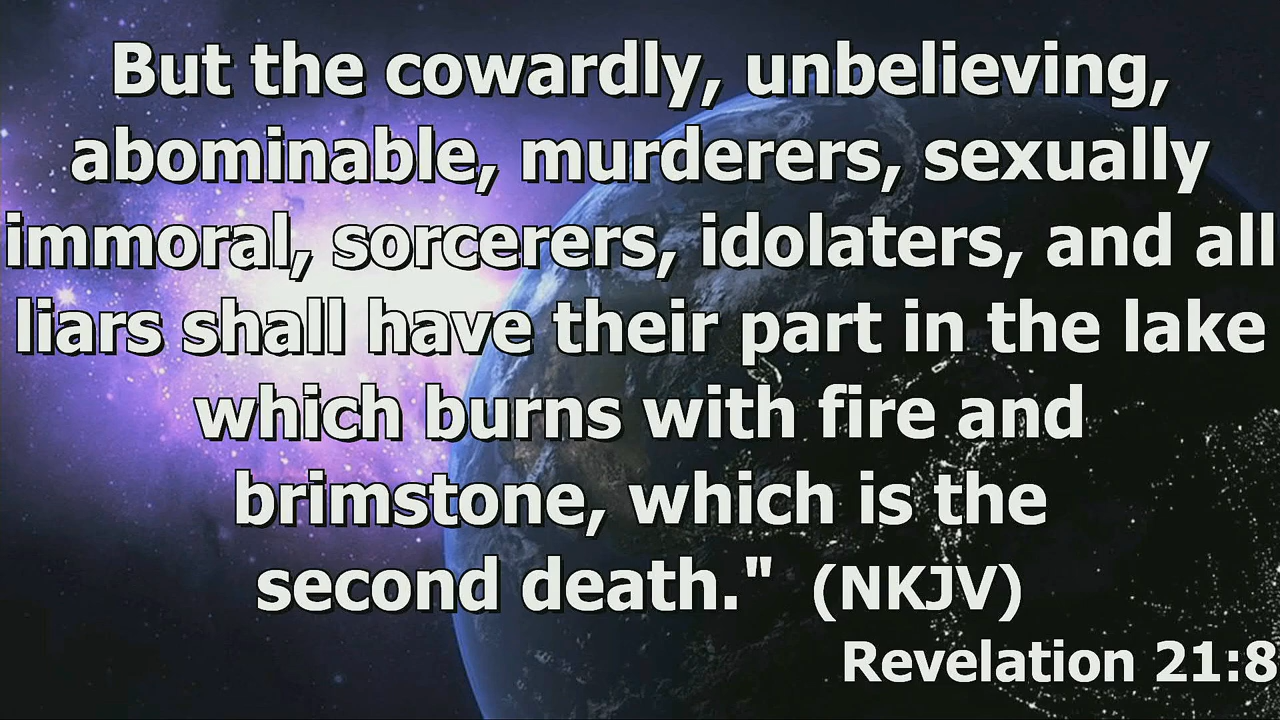 But the cowardly, unbelieving,
abominable, murderers, sexually
immoral, sorcerers, idolaters, and all
liars shall have their part in the lake
which burns with fire and
brimstone, which is the
second death." (NKJV)
Revelation 21:8